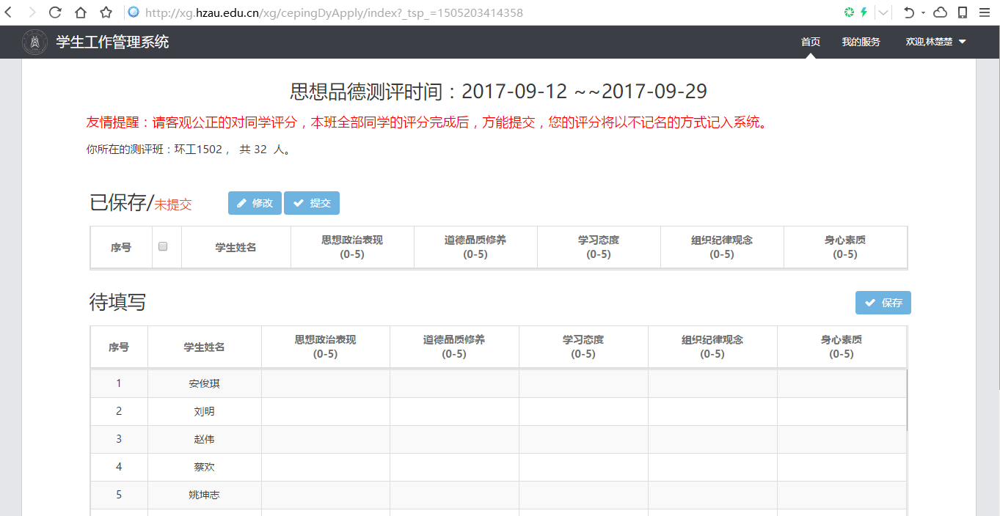 http://xg.hzau.edu.cn/xg/cepingDyApply/index?_tsp_=1505203414358
学生工作管理系统 首页 我的服务 欢迎,林楚楚
思想品德测评时间：2017-09-12 ~~2017-09-29
友情提醒：请客观公正的对同学评分，本班全部同学的评分完成后，方能提交，您的评分将以不记名的方式记入系统。
你所在的测评班：环工1502， 共 32 人。
已保存/未提交 修改 提交
序号 学生姓名 思想政治表现 道德品质修养 学习态度 组织纪律观念 身心素质
(0-5) (0-5) (0-5) (0-5) (0-5)
待填写 保存
序号 学生姓名 思想政治表现 道德品质修养 学习态度 组织纪律观念 身心素质
(0-5) (0-5) (0-5) (0-5) (0-5)
1 安俊琪
2 刘明
3 赵伟
4 蔡欢
5 姚坤志